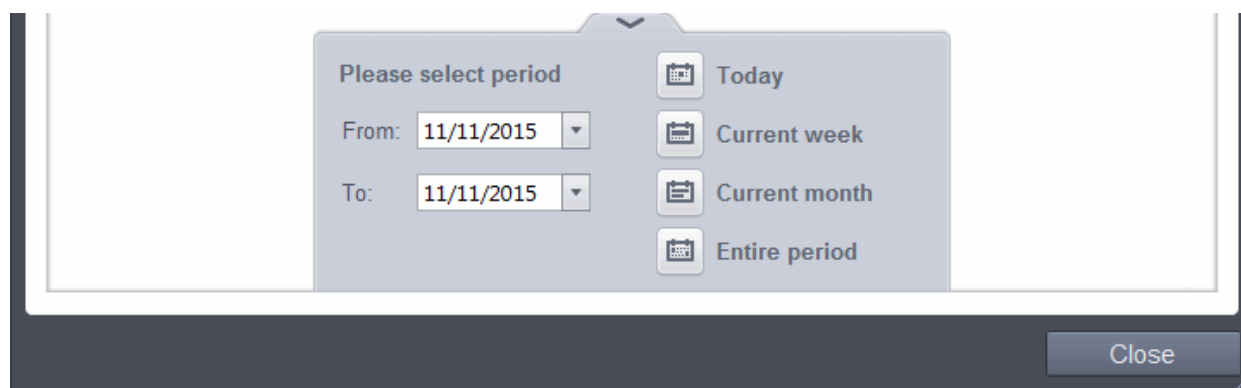 Please select period
From: 11/11/2015
To: 11/11/2015
Today
Current week
Current month
Entire period
Close